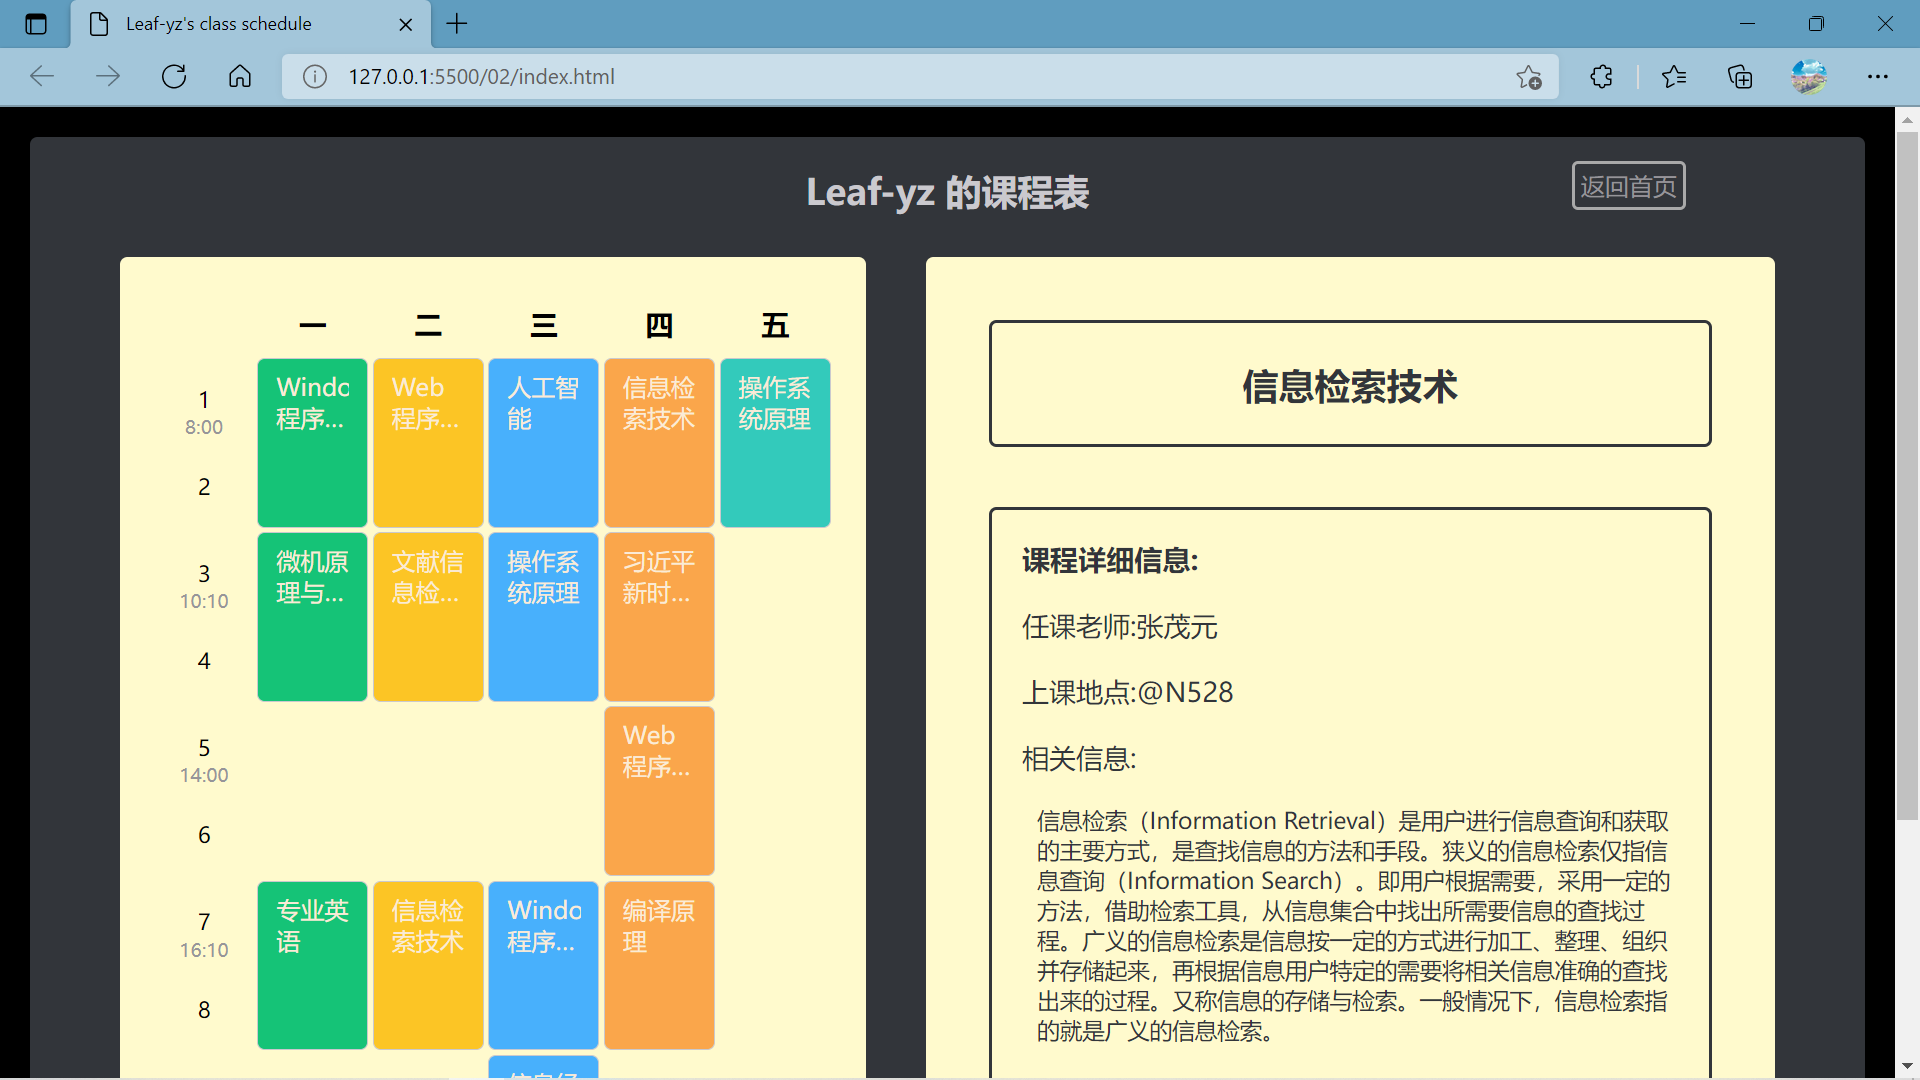 Leaf-yz's class schedule
127.0.0.1:5500/02/index.html
Leaf-yz 的课程表
返回首页
一 二 三 四 五
1
8:00
2
3
10:10
4
5
14:00
6
7
16:10
8
Windo
程序...
微机原
理与...
专业英
语
Web
程序...
文献信
息检...
信息检
索技术
人工智
能
操作系
统原理
Windo
程序...
信息检
索技术
习近平
新时...
Web
程序...
编译原
理
操作系
统原理
信息检索技术
课程详细信息:
任课老师:张茂元
上课地点:@N528
相关信息:
信息检索（Information Retrieval）是用户进行信息查询和获取
的主要方式，是查找信息的方法和手段。狭义的信息检索仅指信
息查询（Information Search）。即用户根据需要，采用一定的
方法，借助检索工具，从信息集合中找出所需要信息的查找过
程。广义的信息检索是信息按一定的方式进行加工、整理、组织
并存储起来，再根据信息用户特定的需要将相关信息准确的查找
出来的过程。又称信息的存储与检索。一般情况下，信息检索指
的就是广义的信息检索。